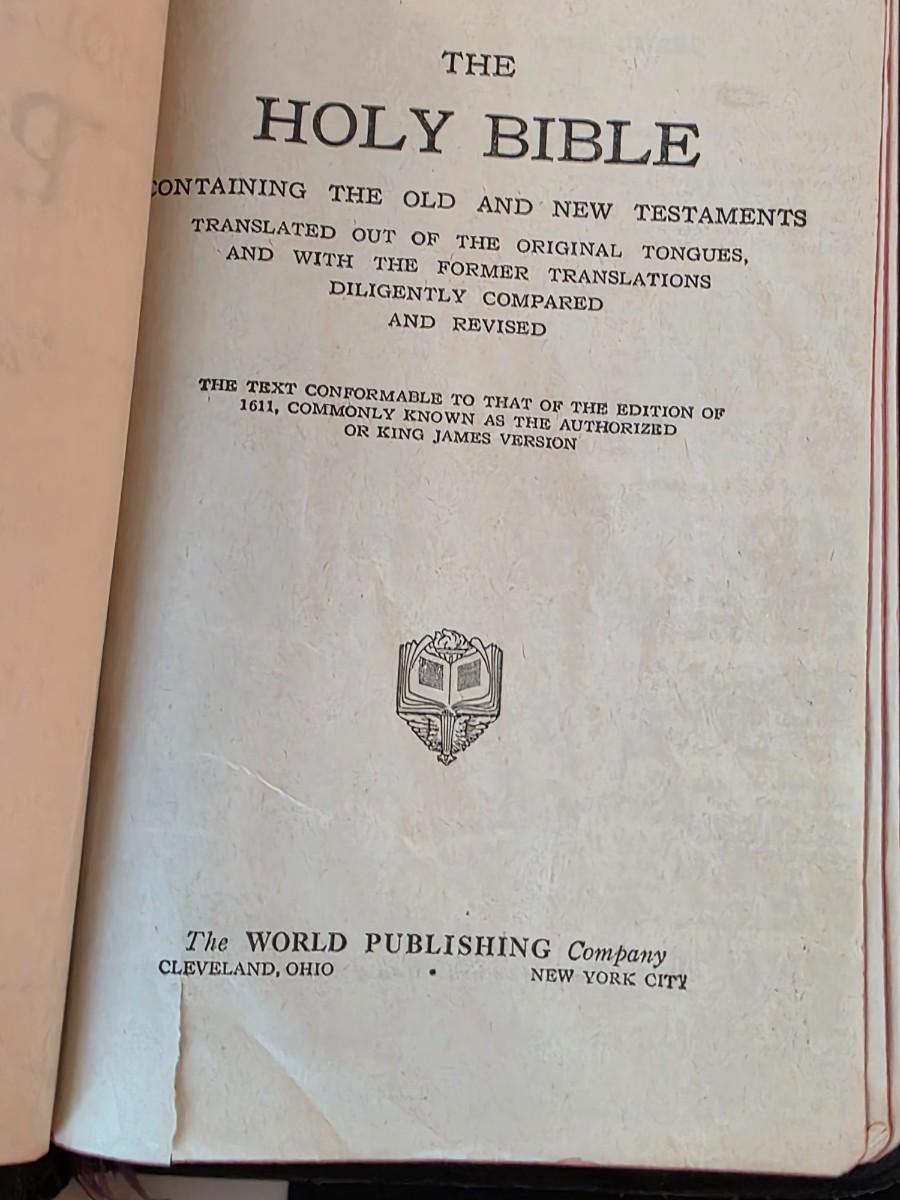 THE
HOLY BIBLE
CONTAINING THE OLD AND NEW TESTAMENTS
TRANSLATED OUT OF THE ORIGINAL TONGUES,
AND WITH THE FORMER TRANSLATIONS
DILIGENTLY COMPARED
AND REVISED
THE TEXT CONFORMABLE TO THAT OF THE EDITION OF
1611, COMMONLY KNOWN AS THE AUTHORIZED
OR KING JAMES VERSION
The WORLD PUBLISHING Company
CLEVELAND, OHIO • NEW YORK CITY